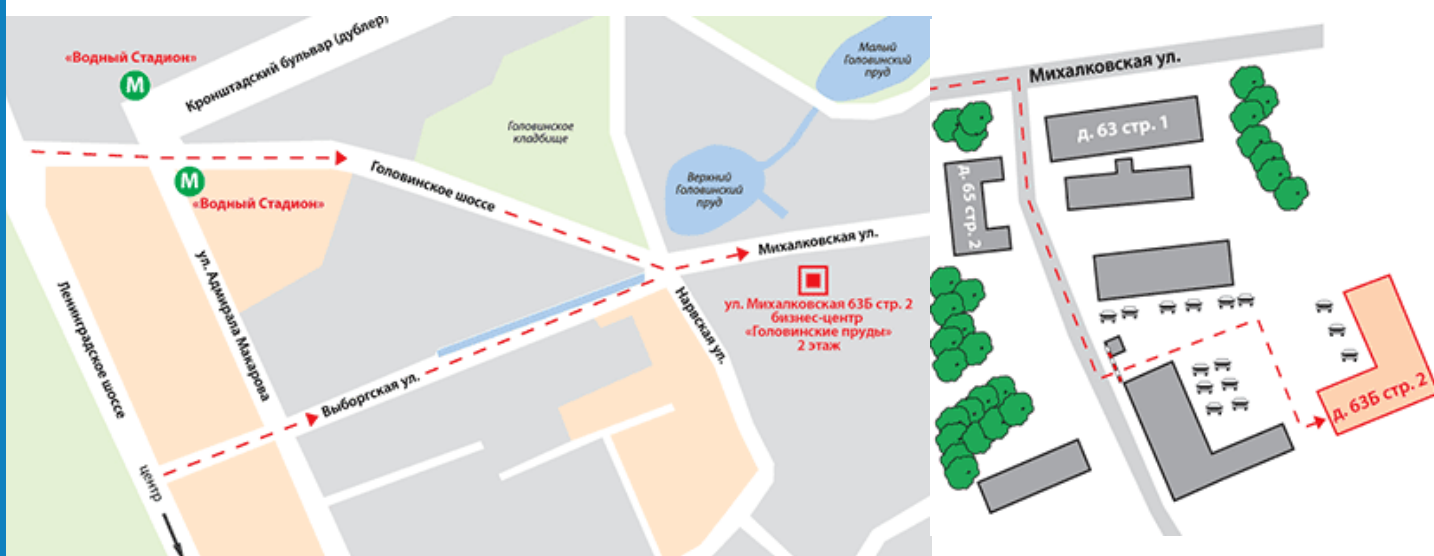 «Водный Стадион»
М
Кронштадский бульвар (дублер)
Малый
Головинский
пруд
Головинское
кладбище
Головинское шоссе
Верхний
Головинский
пруд
М
«Водный Стадион»
Михалковская ул.
ул. Михалковская 63Б стр. 2
бизнес-центр
«Головинские пруды»
2 этаж
Нарвская ул.
ул. Адмирала Макарова
Ленинградское шоссе
Выборгская ул.
центр
Михалковская ул.
д. 63 стр. 1
д. 65 стр. 2
д. 63Б стр. 2